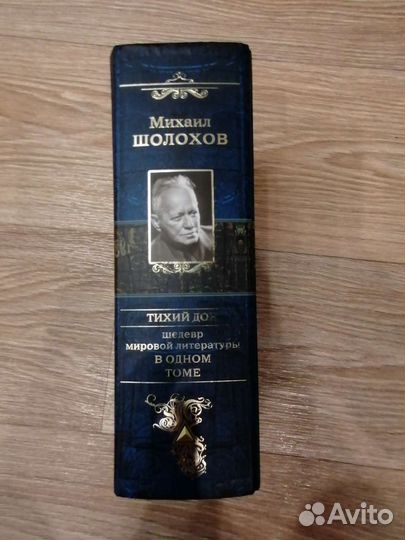 Михаил
ШОЛОХОВ
ТИХИЙ ДОН
шедевр
мировой литературы
В ОДНОМ
ТОМЕ
Avito